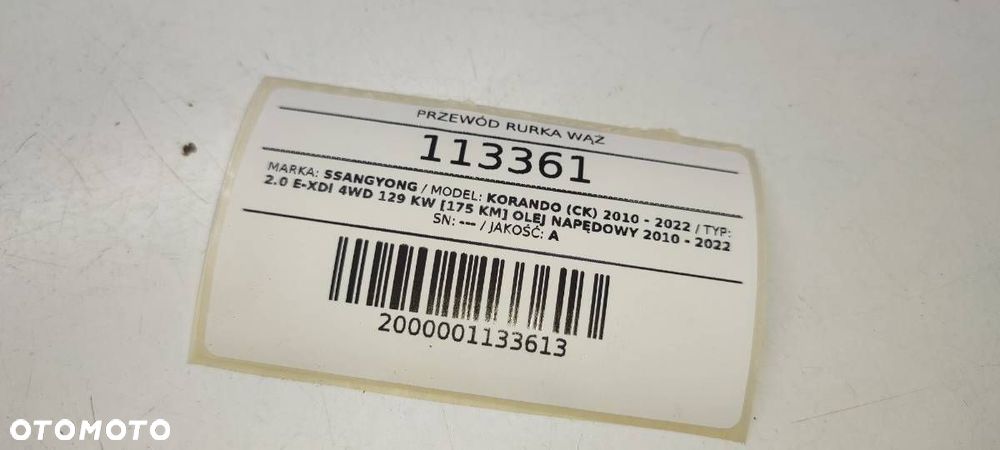 PRZEWÓD RURKA WĄŻ
113361
MARKA: SSANGYONG / MODEL: KORANDO (CK) 2010 - 2022 / TYP:
2.0 E-XDI 4WD 129 KW [175 KM] OLEJ NAPĘDOWY 2010 - 2022
SN: --- / JAKOŚĆ: A
2000001133613
OTOMOTO